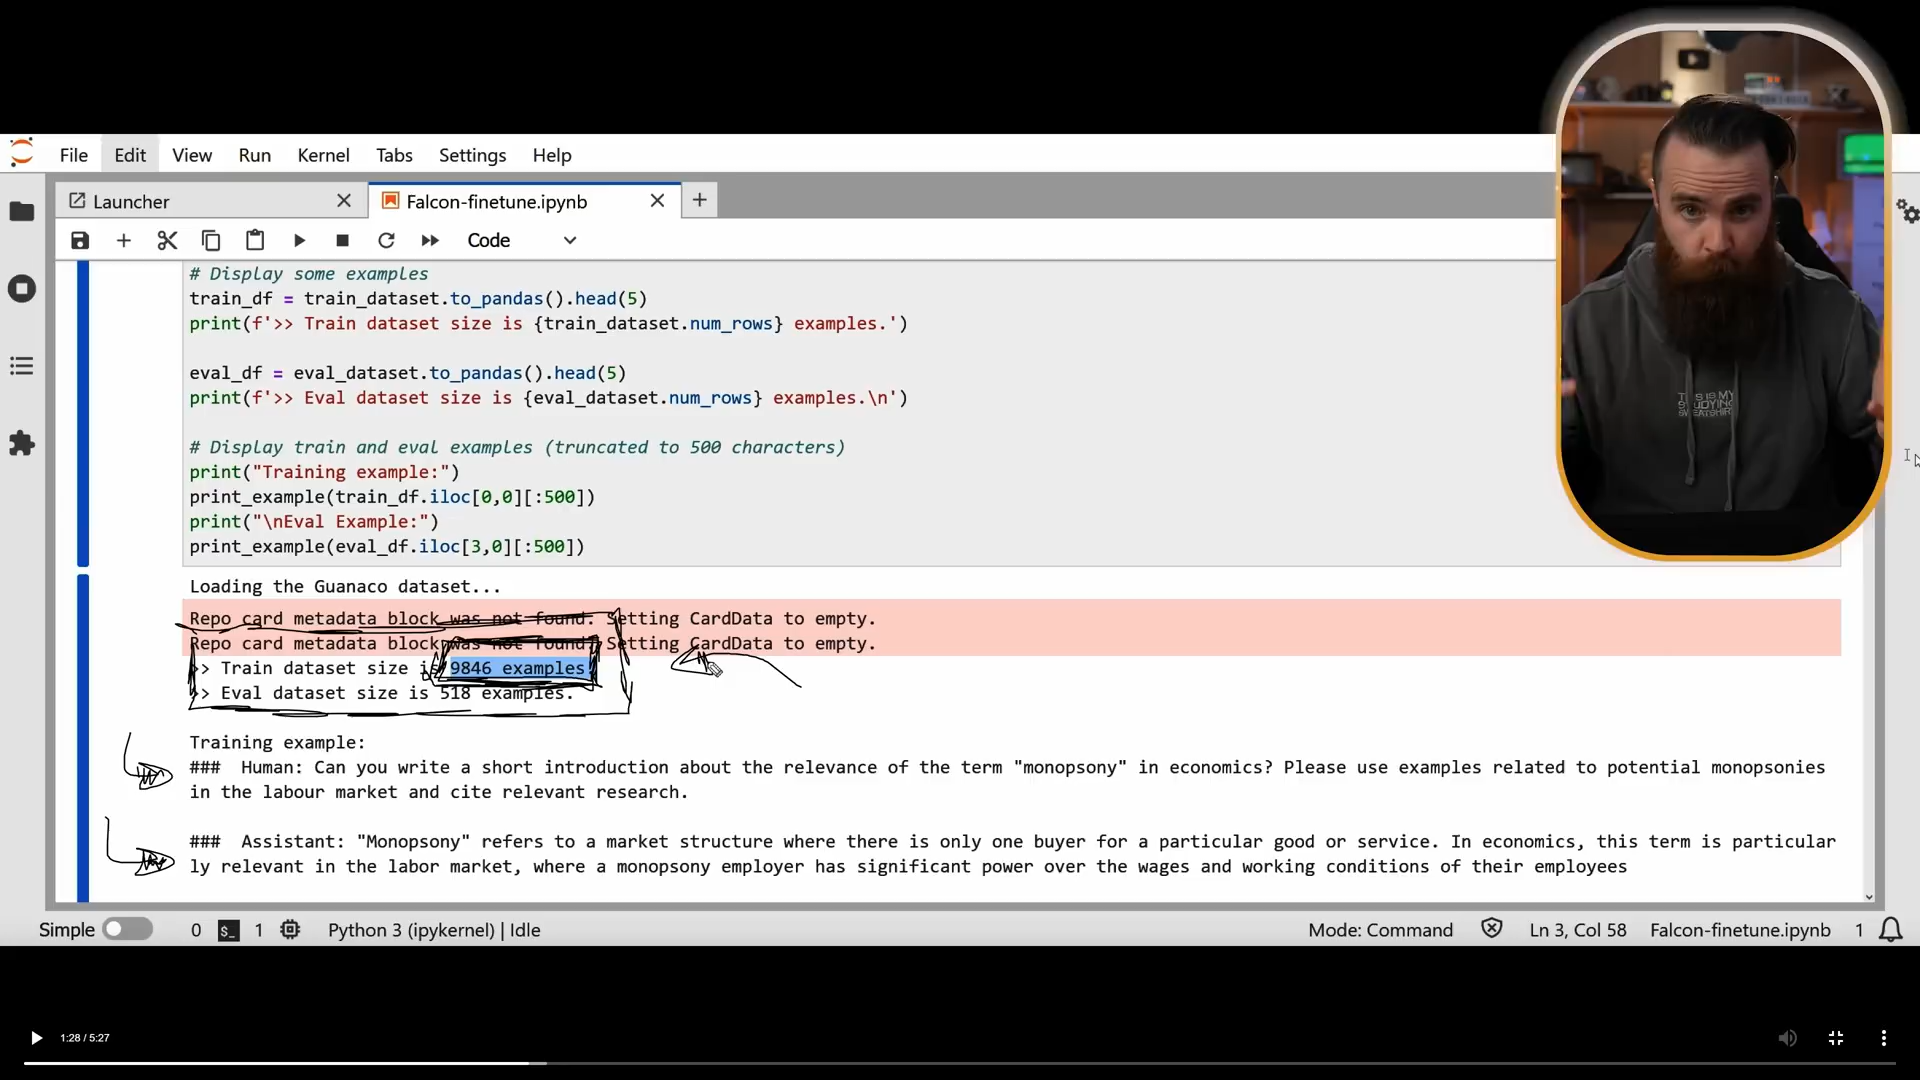 File Edit View Run Kernel Tabs Settings Help
Launcher
Falcon-finetune.ipynb
Code
# Display some examples
train_df = train_dataset.to_pandas().head(5)
print(f'>> Train dataset size is {train_dataset.num_rows} examples.')
eval_df = eval_dataset.to_pandas().head(5)
print(f'>> Eval dataset size is {eval_dataset.num_rows} examples.\n')
# Display train and eval examples (truncated to 500 characters)
print("Training example:")
print_example(train_df.iloc[0,0][:500])
print("\nEval Example:")
print_example(eval_df.iloc[3,0][:500])
Loading the Guanaco dataset...
Repo card metadata block was not found. Setting CardData to empty.
Repo card metadata block was not found. Setting CardData to empty.
>> Train dataset size is 9846 examples
>> Eval dataset size is 518 examples.
Training example:
### Human: Can you write a short introduction about the relevance of the term "monopsony" in economics? Please use examples related to potential monopsonies
in the labour market and cite relevant research.
### Assistant: "Monopsony" refers to a market structure where there is only one buyer for a particular good or service. In economics, this term is particular
ly relevant in the labor market, where a monopsony employer has significant power over the wages and working conditions of their employees
Simple 0 $_ 1 Python 3 (ipykernel) | Idle Mode: Command Ln 3, Col 58 Falcon-finetune.ipynb 1
1:28 / 5:27